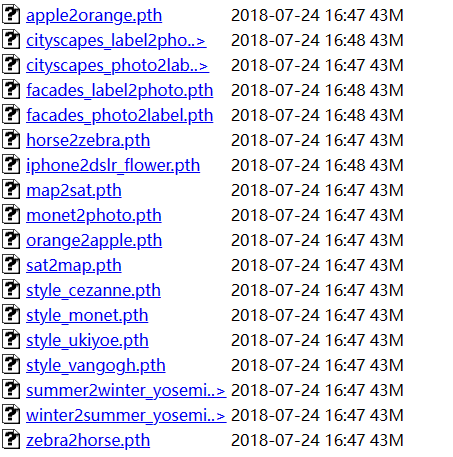 apple2orange.pth 2018-07-24 16:47 43M
cityscapes_label2pho..> 2018-07-24 16:48 43M
cityscapes_photo2lab..> 2018-07-24 16:47 43M
facades_label2photo.pth 2018-07-24 16:48 43M
facades_photo2label.pth 2018-07-24 16:48 43M
horse2zebra.pth 2018-07-24 16:47 43M
iphone2dslr_flower.pth 2018-07-24 16:48 43M
map2sat.pth 2018-07-24 16:47 43M
monet2photo.pth 2018-07-24 16:47 43M
orange2apple.pth 2018-07-24 16:47 43M
sat2map.pth 2018-07-24 16:47 43M
style_cezanne.pth 2018-07-24 16:47 43M
style_monet.pth 2018-07-24 16:47 43M
style_ukiyoe.pth 2018-07-24 16:47 43M
style_vangogh.pth 2018-07-24 16:47 43M
summer2winter_yosemi..> 2018-07-24 16:47 43M
winter2summer_yosemi..> 2018-07-24 16:47 43M
zebra2horse.pth 2018-07-24 16:47 43M